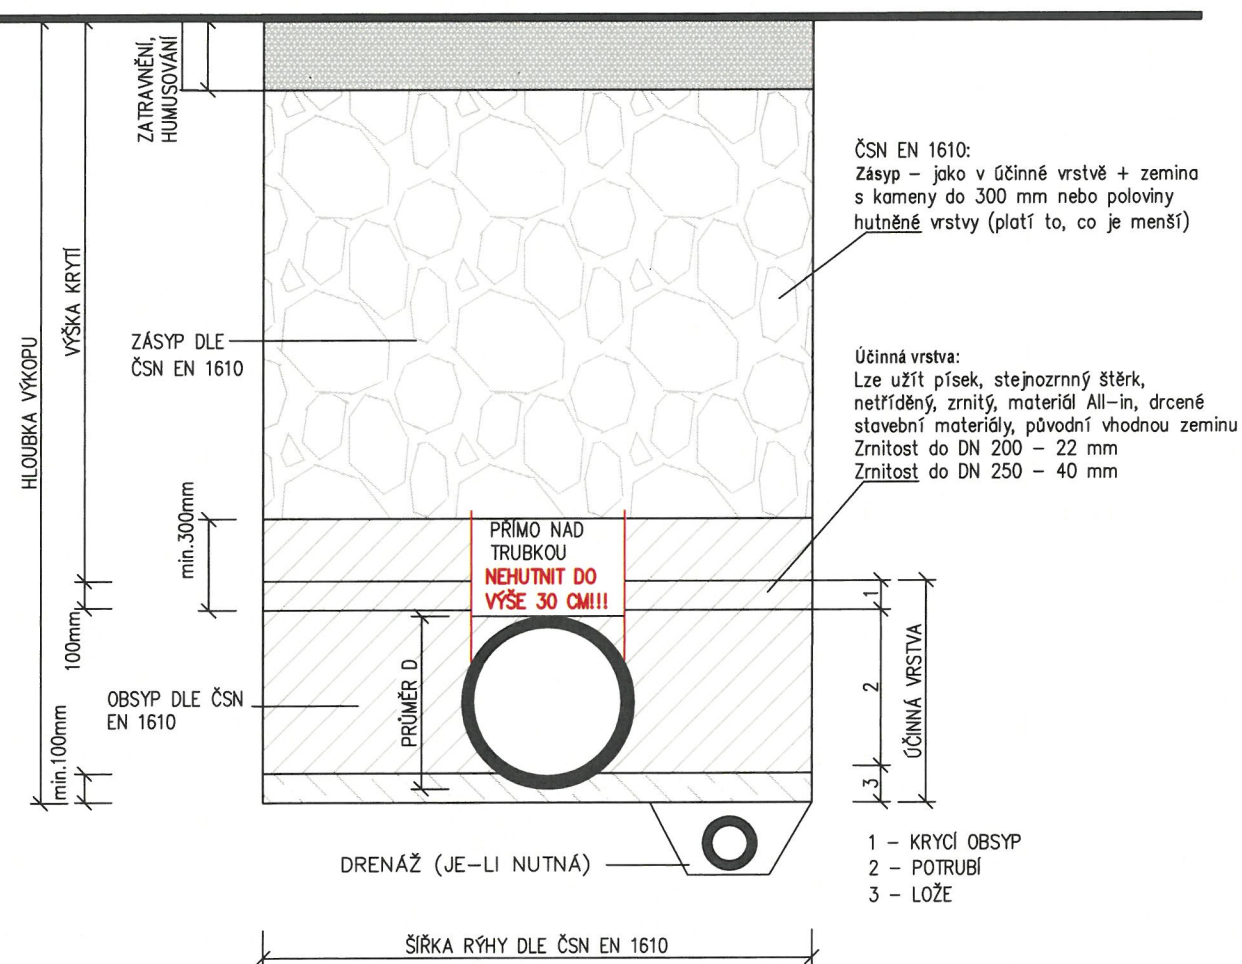 ZATRAVNĚNÍ,
HUMUSOVÁNÍ
HLOUBKA VÝKOPU
VÝŠKA KRYTÍ
ČSN EN 1610:
Zásyp – jako v účinné vrstvě + zemina
s kameny do 300 mm nebo poloviny
hutněné vrstvy (platí to, co je menší)
ZÁSYP DLE
ČSN EN 1610
Účinná vrstva:
Lze užít písek, stejnozrnný štěrk,
netříděný, zrnitý, materiál All–in, drcené
stavební materiály, původní vhodnou zeminu
Zrnitost do DN 200 – 22 mm
Zrnitost do DN 250 – 40 mm
min.300mm
PŘÍMO NAD
TRUBKOU
NEHUTNIT DO
VÝŠE 30 CM!!!
100mm
min.100mm
OBSYP DLE ČSN
EN 1610
PRŮMĚR D
1
2
3
ÚČINNÁ VRSTVA
1 – KRYCÍ OBSYP
2 – POTRUBÍ
3 – LOŽE
DRENÁŽ (JE–LI NUTNÁ)
ŠÍŘKA RÝHY DLE ČSN EN 1610